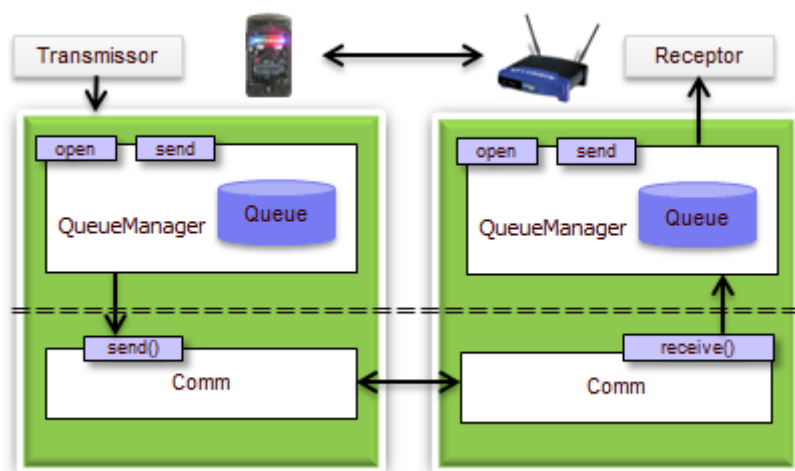 Transmissor
Receptor
open
send
QueueManager
Queue
send()
Comm
open
send
QueueManager
Queue
receive()
Comm